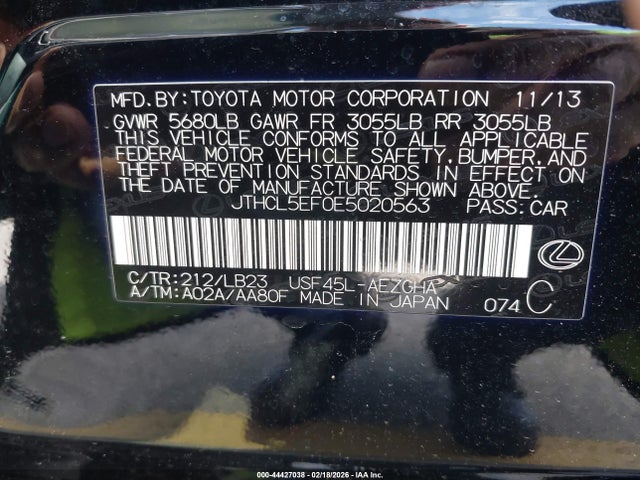 MFD.BY:TOYOTA MOTOR CORPORATION 11/13
GVWR 5680LB GAWR FR 3055LB RR 3055LB
THIS VEHICLE CONFORMS TO ALL APPLICABLE
FEDERAL MOTOR VEHICLE SAFETY,BUMPER,AND
THEFT PREVENTION STANDARDS IN EFFECT ON
THE DATE OF MANUFACTURE SHOWN ABOVE.
JTHCL5EF0E5020563 PASS.CAR
C/TR:212/LB23 USF45L-AEZGHA
A/TM:A02A/AA80F MADE IN JAPAN 074 C
000-44427038 - 02/18/2026 - IAAI US